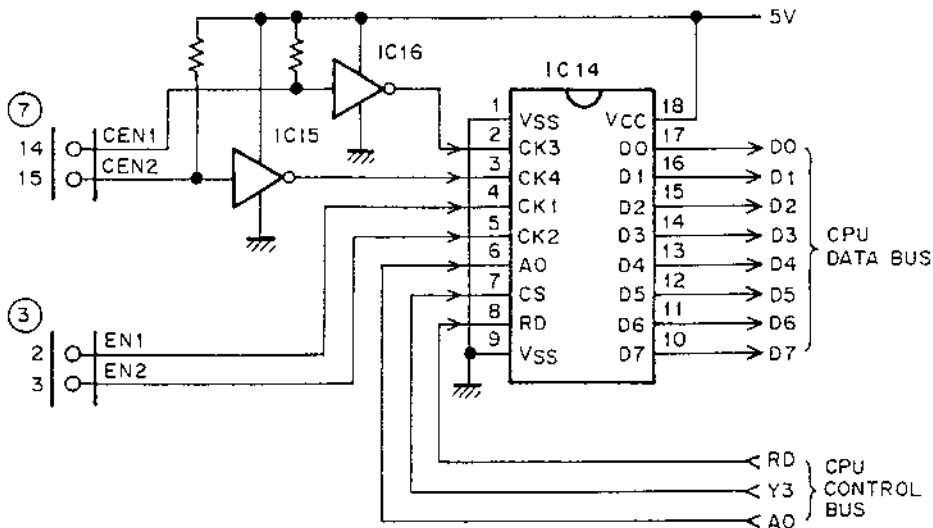 5V
IC16
IC14
7
14
CEN1
15
CEN2
IC15
1
VSS
VCC
18
2
CK3
D0
17
D0
3
CK4
D1
16
D1
4
CK1
D2
15
D2
5
CK2
D3
14
D3
6
A0
D4
13
D4
7
CS
D5
12
D5
8
RD
D6
11
D6
9
VSS
D7
10
D7
CPU
DATA BUS
3
2
EN1
3
EN2
RD
Y3
A0
CPU
CONTROL
BUS